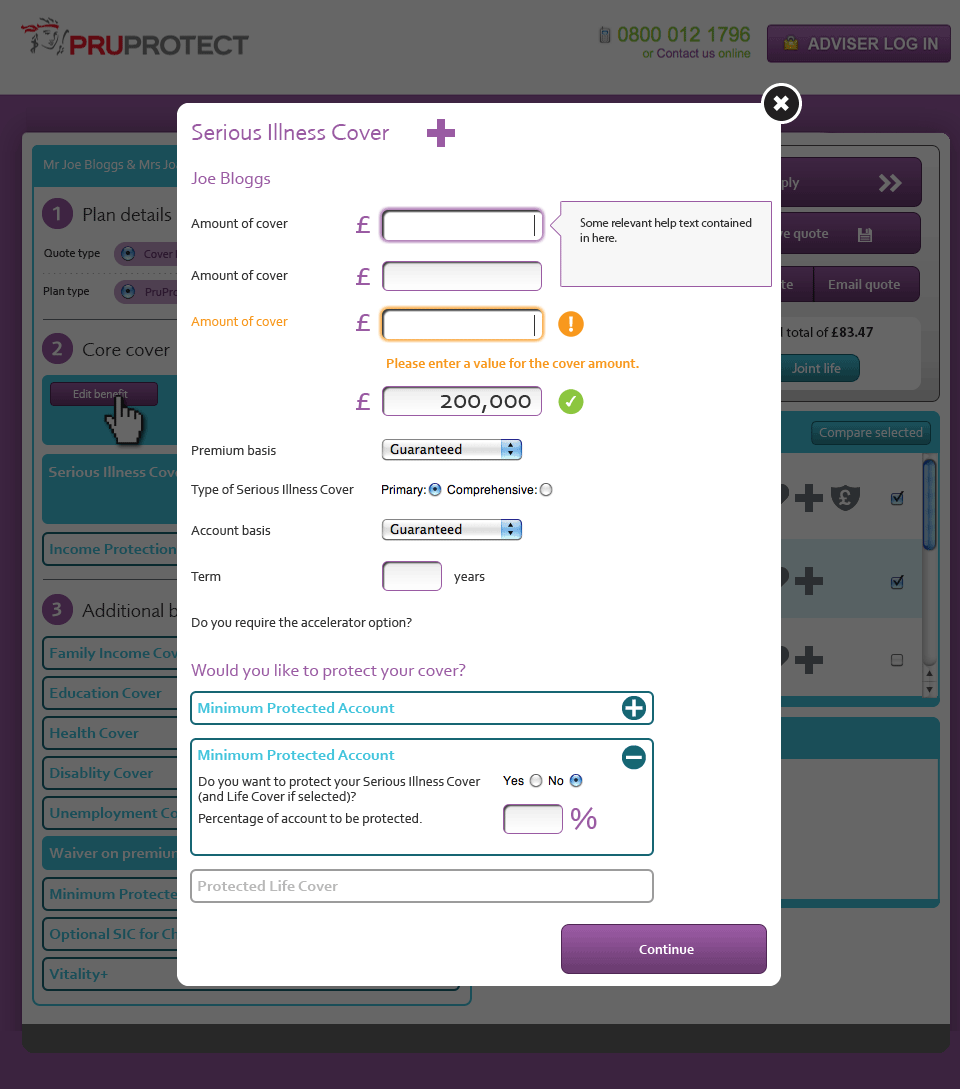 PRUPROTECT
0800 012 1796
or Contact us online
ADVISER LOG IN
Mr Joe Bloggs & Mrs Jo
1 Plan details
Quote type Cover
Plan type PruPro
2 Core cover
Edit benefit
Serious Illness Cove
Income Protection
3 Additional b
Family Income Cov
Education Cover
Health Cover
Disablity Cover
Unemployment Co
Waiver on premium
Minimum Protecte
Optional SIC for Ch
Vitality+
Serious Illness Cover
Joe Bloggs
Amount of cover £
Some relevant help text contained
in here.
Amount of cover £
Amount of cover £ !
Please enter a value for the cover amount.
£ 200,000
Premium basis Guaranteed
Type of Serious Illness Cover Primary: Comprehensive:
Account basis Guaranteed
Term years
Do you require the accelerator option?
Would you like to protect your cover?
Minimum Protected Account
Minimum Protected Account
Do you want to protect your Serious Illness Cover Yes No
(and Life Cover if selected)?
Percentage of account to be protected. %
Protected Life Cover
Continue
ply
e quote
te Email quote
l total of £83.47
Joint life
Compare selected
£